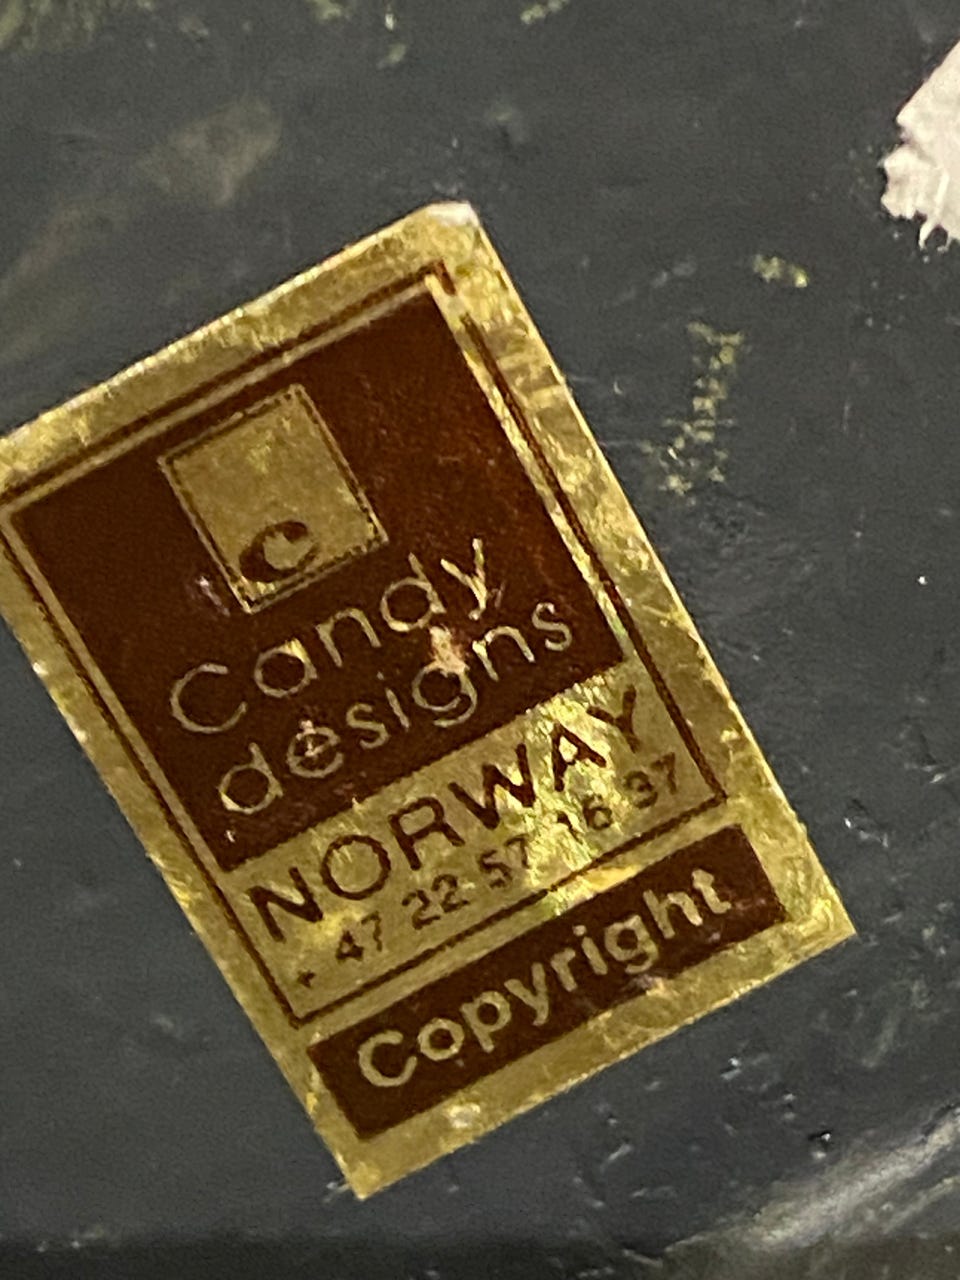 C
Candy
designs
NORWAY
+ 47 22 57 16 37
Copyright